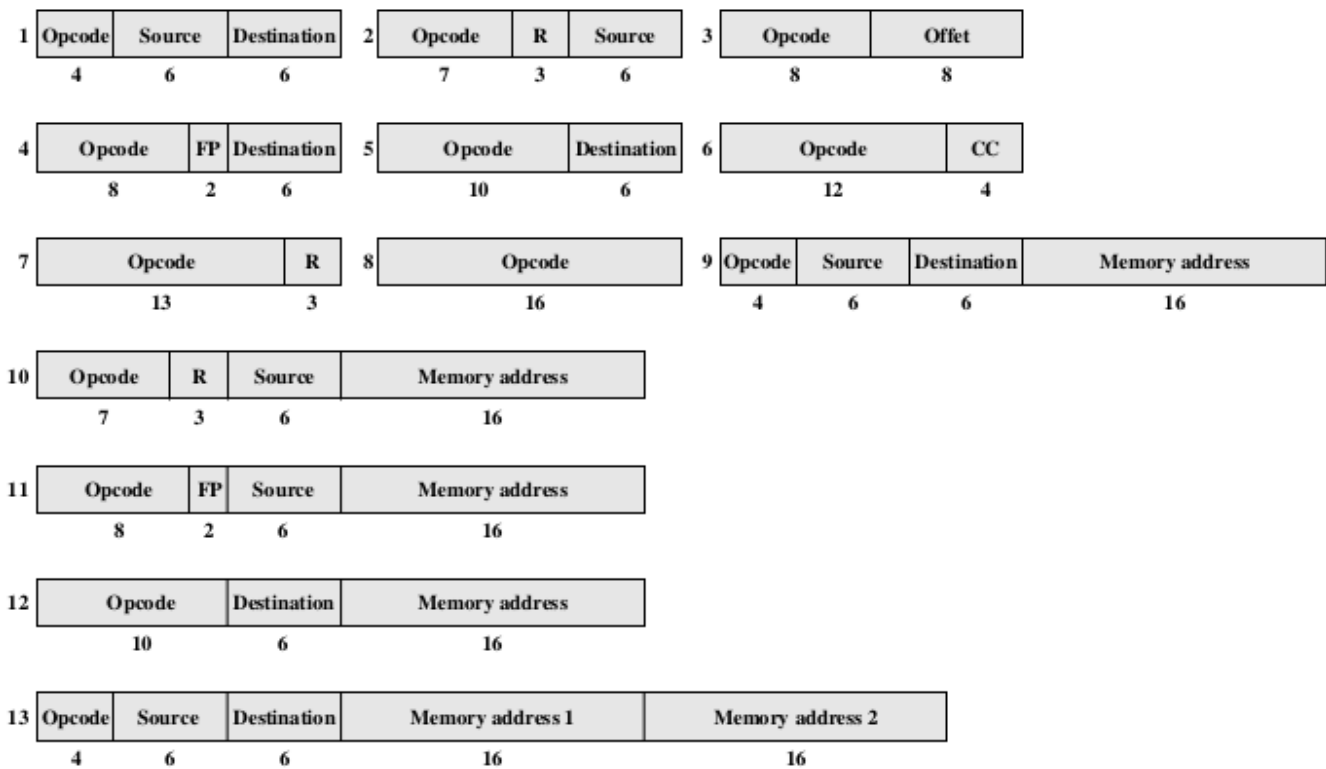 1 Opcode Source Destination 2 Opcode R Source 3 Opcode Offet
4 6 6 7 3 6 8 8
4 Opcode FP Destination 5 Opcode Destination 6 Opcode CC
8 2 6 10 6 12 4
7 Opcode R 8 Opcode 9 Opcode Source Destination Memory address
13 3 16 4 6 6 16
10 Opcode R Source Memory address
7 3 6 16
11 Opcode FP Source Memory address
8 2 6 16
12 Opcode Destination Memory address
10 6 16
13 Opcode Source Destination Memory address 1 Memory address 2
4 6 6 16 16